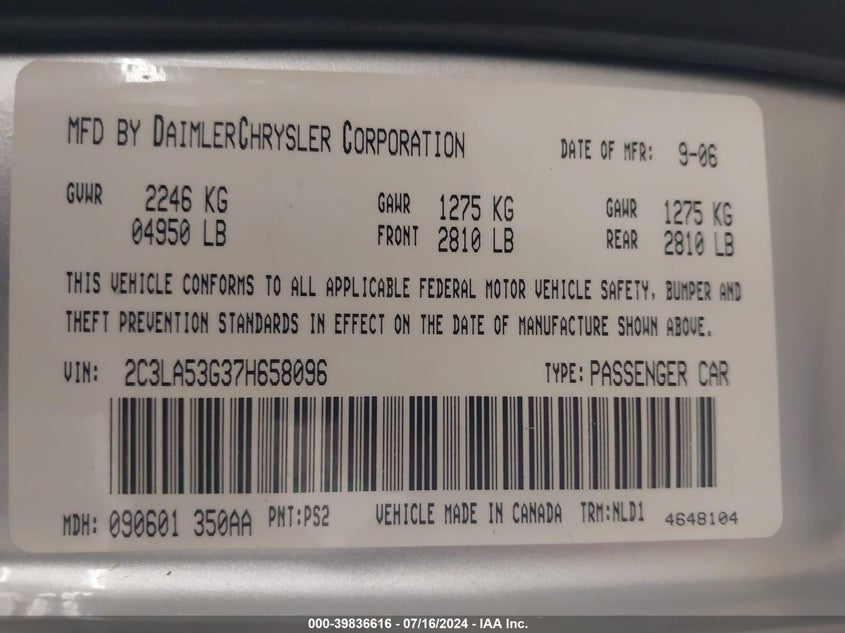 MFD BY DAIMLERCHRYSLER CORPORATION DATE OF MFR: 9-06
GVWR 2246 KG GAWR 1275 KG GAWR 1275 KG
04950 LB FRONT 2810 LB REAR 2810 LB
THIS VEHICLE CONFORMS TO ALL APPLICABLE FEDERAL MOTOR VEHICLE SAFETY, BUMPER AND
THEFT PREVENTION STANDARDS IN EFFECT ON THE DATE OF MANUFACTURE SHOWN ABOVE.
VIN: 2C3LA53G37H658096 TYPE: PASSENGER CAR
MDH: 090601 350AA PNT:PS2 VEHICLE MADE IN CANADA TRM:NLD1 4648104
000-39836616 - 07/16/2024 - IAA Inc.